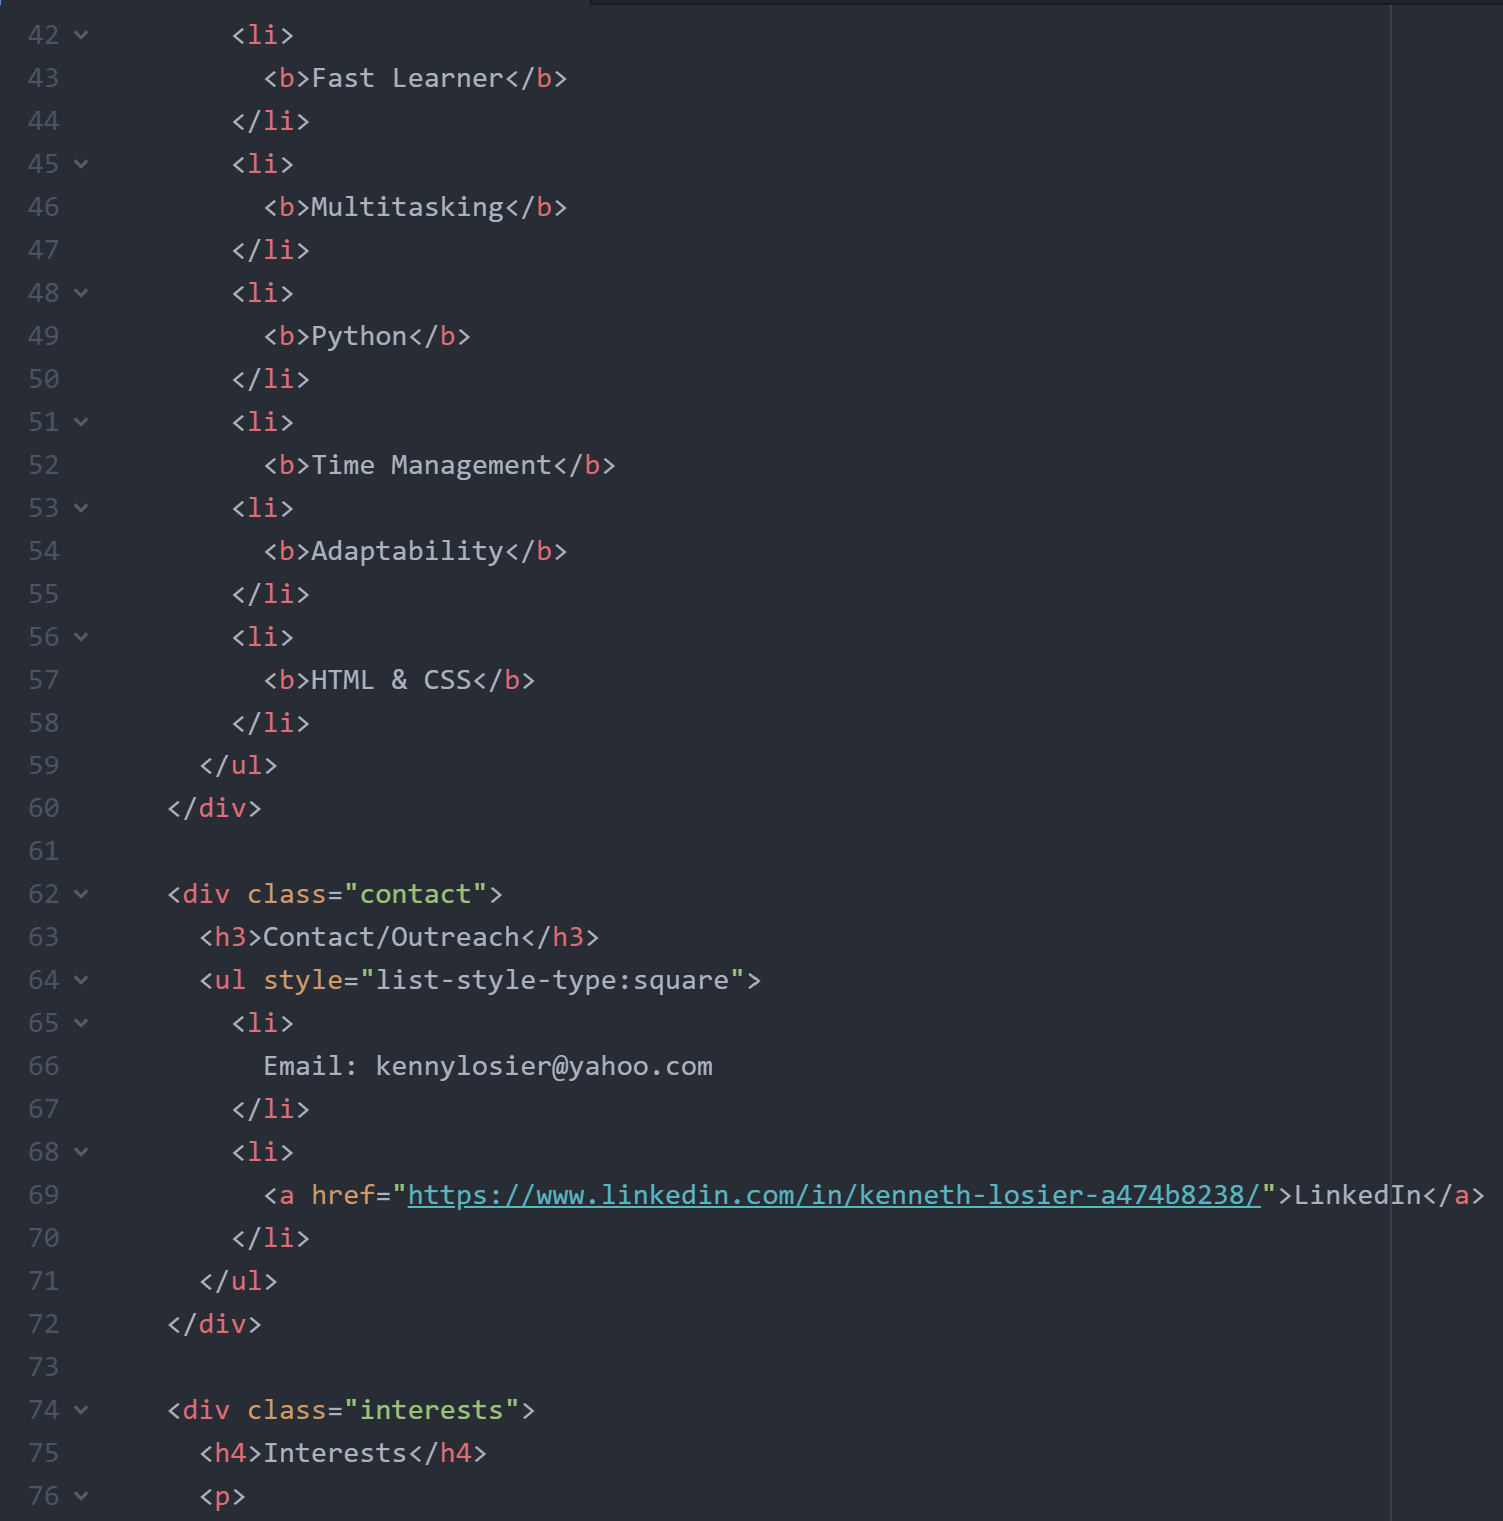 42 <li>
43 <b>Fast Learner</b>
44 </li>
45 <li>
46 <b>Multitasking</b>
47 </li>
48 <li>
49 <b>Python</b>
50 </li>
51 <li>
52 <b>Time Management</b>
53 <li>
54 <b>Adaptability</b>
55 </li>
56 <li>
57 <b>HTML & CSS</b>
58 </li>
59 </ul>
60 </div>
61
62 <div class="contact">
63 <h3>Contact/Outreach</h3>
64 <ul style="list-style-type:square">
65 <li>
66 Email: kennylosier@yahoo.com
67 </li>
68 <li>
69 <a href="https://www.linkedin.com/in/kenneth-losier-a474b8238/">LinkedIn</a>
70 </li>
71 </ul>
72 </div>
73
74 <div class="interests">
75 <h4>Interests</h4>
76 <p>